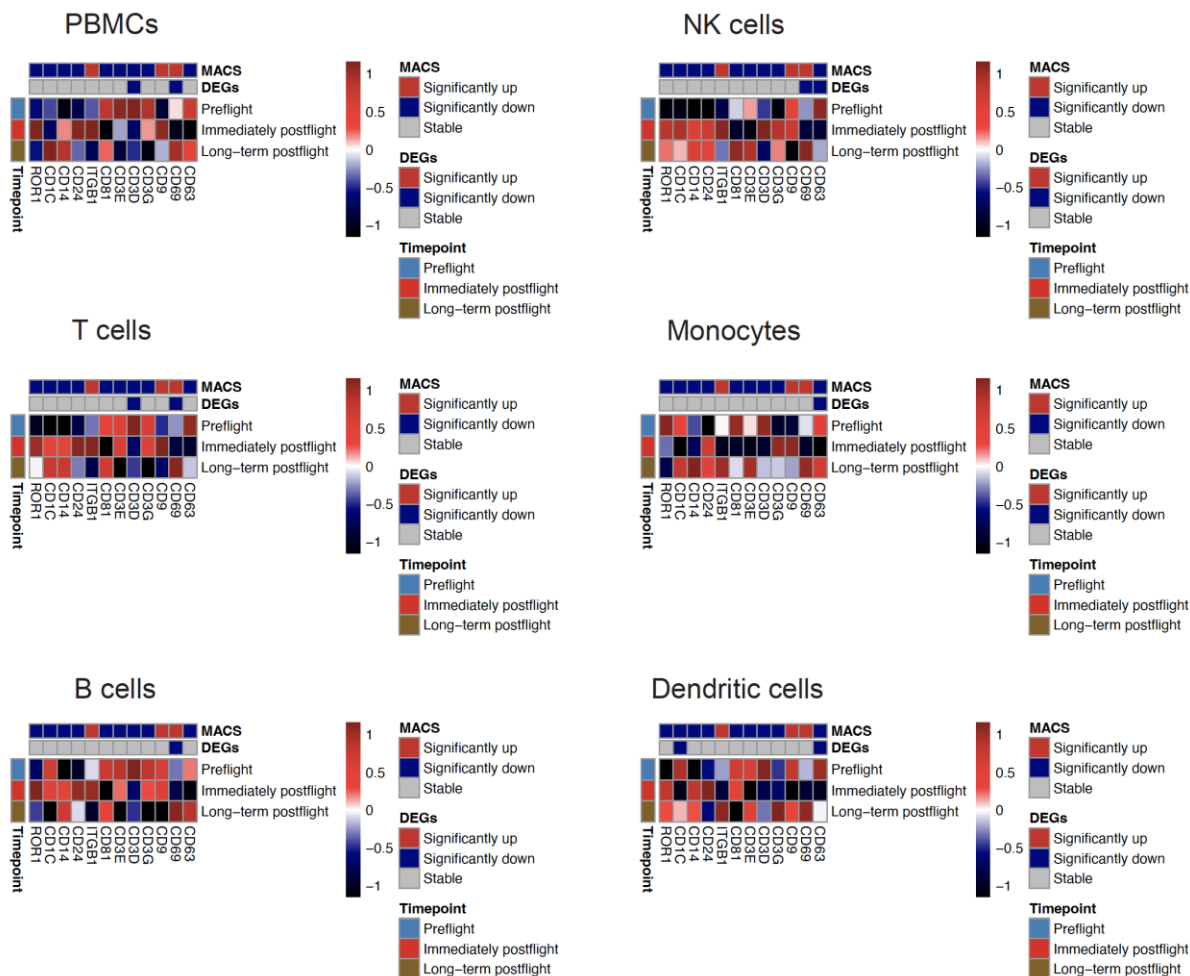 PBMCs
MACS
DEGs
Preflight
Immediately postflight
Long-term postflight
Timepoint
ROR1
CD1C
CD14
CD24
ITGB1
CD81
CD3E
CD3D
CD3G
CD9
CD69
CD63
1
0.5
0
−0.5
−1
MACS
Significantly up
Significantly down
Stable
DEGs
Significantly up
Significantly down
Stable
Timepoint
Preflight
Immediately postflight
Long-term postflight
NK cells
MACS
DEGs
Preflight
Immediately postflight
Long-term postflight
Timepoint
ROR1
CD1C
CD14
CD24
ITGB1
CD81
CD3E
CD3D
CD3G
CD9
CD69
CD63
1
0.5
0
−0.5
−1
MACS
Significantly up
Significantly down
Stable
DEGs
Significantly up
Significantly down
Stable
Timepoint
Preflight
Immediately postflight
Long-term postflight
T cells
MACS
DEGs
Preflight
Immediately postflight
Long-term postflight
Timepoint
ROR1
CD1C
CD14
CD24
ITGB1
CD81
CD3E
CD3D
CD3G
CD9
CD69
CD63
1
0.5
0
−0.5
−1
MACS
Significantly up
Significantly down
Stable
DEGs
Significantly up
Significantly down
Stable
Timepoint
Preflight
Immediately postflight
Long-term postflight
Monocytes
MACS
DEGs
Preflight
Immediately postflight
Long-term postflight
Timepoint
ROR1
CD1C
CD14
CD24
ITGB1
CD81
CD3E
CD3D
CD3G
CD9
CD69
CD63
1
0.5
0
−0.5
−1
MACS
Significantly up
Significantly down
Stable
DEGs
Significantly up
Significantly down
Stable
Timepoint
Preflight
Immediately postflight
Long-term postflight
B cells
MACS
DEGs
Preflight
Immediately postflight
Long-term postflight
Timepoint
ROR1
CD1C
CD14
CD24
ITGB1
CD81
CD3E
CD3D
CD3G
CD9
CD69
CD63
1
0.5
0
−0.5
−1
MACS
Significantly up
Significantly down
Stable
DEGs
Significantly up
Significantly down
Stable
Timepoint
Preflight
Immediately postflight
Long-term postflight
Dendritic cells
MACS
DEGs
Preflight
Immediately postflight
Long-term postflight
Timepoint
ROR1
CD1C
CD14
CD24
ITGB1
CD81
CD3E
CD3D
CD3G
CD9
CD69
CD63
1
0.5
0
−0.5
−1
MACS
Significantly up
Significantly down
Stable
DEGs
Significantly up
Significantly down
Stable
Timepoint
Preflight
Immediately postflight
Long-term postflight